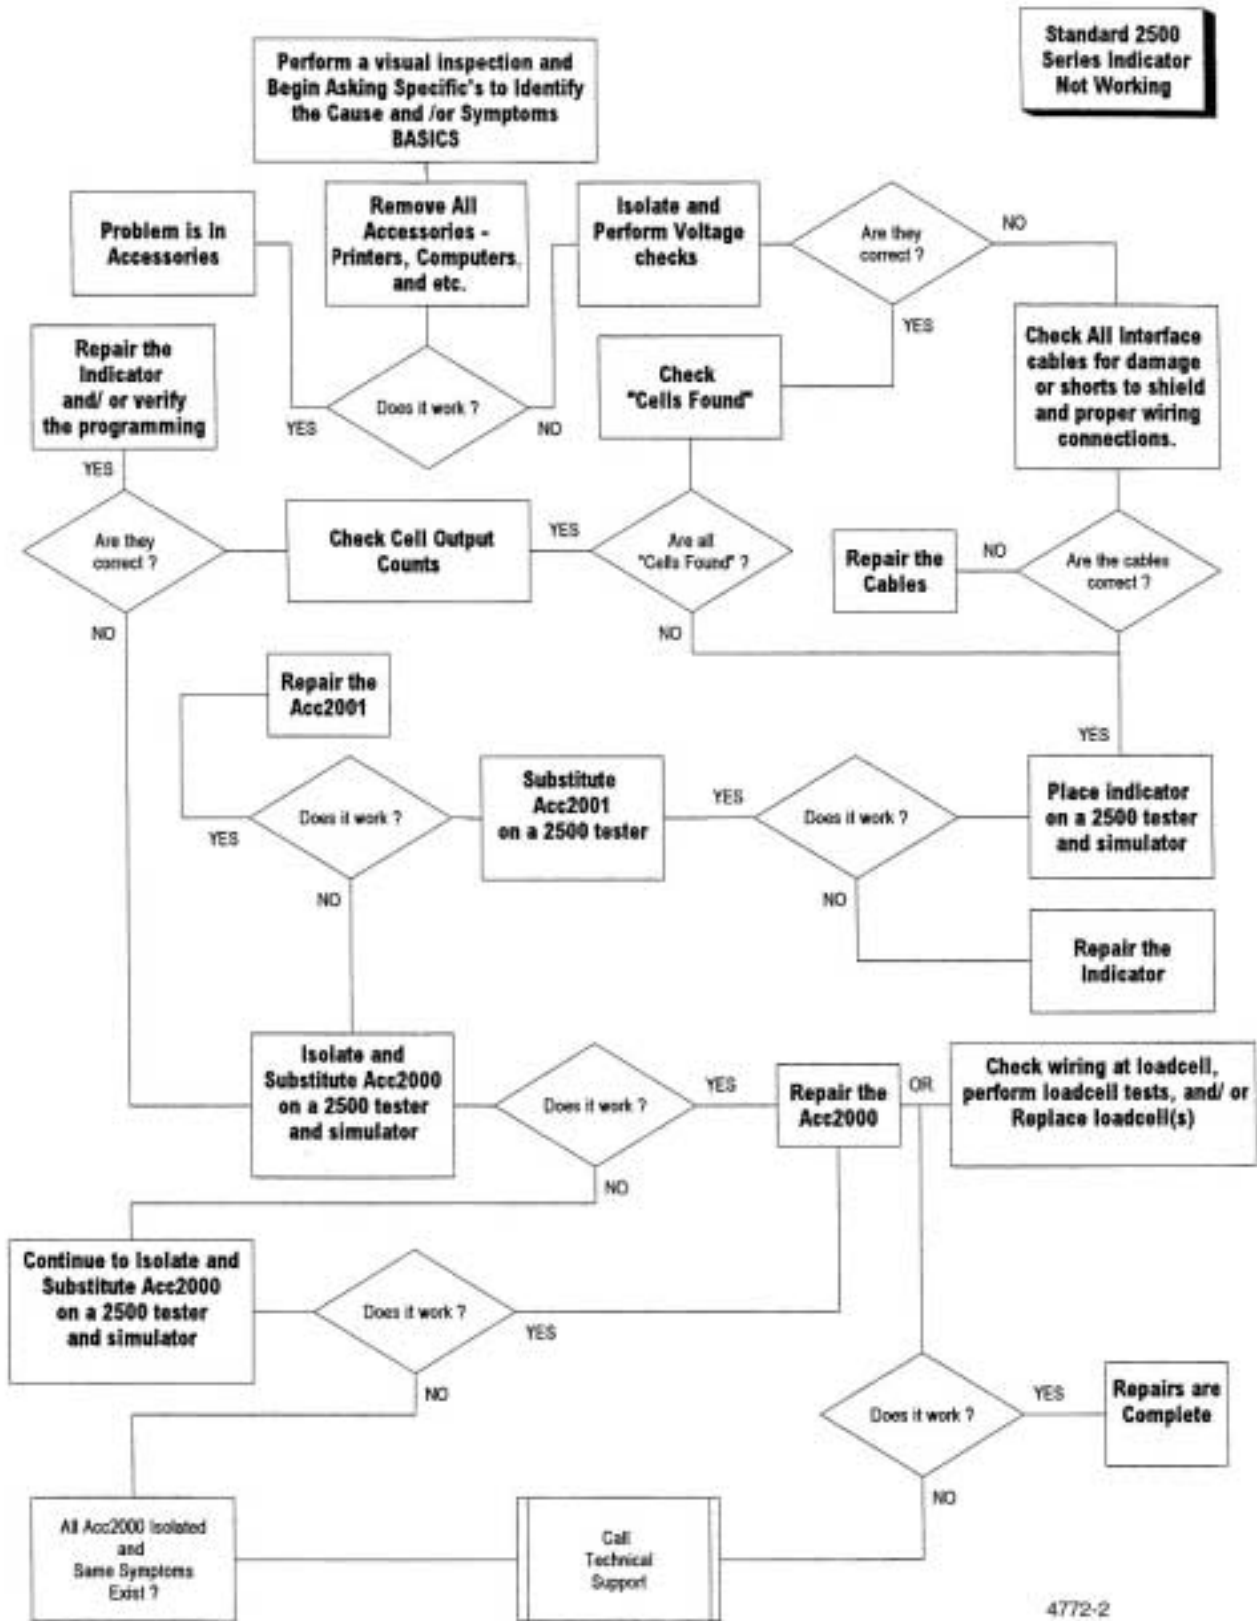 Standard 2500
Series Indicator
Not Working
Perform a visual inspection and
Begin Asking Specific's to Identify
the Cause and /or Symptoms
BASICS
Problem is in
Accessories
Remove All
Accessories -
Printers, Computers,
and etc.
Isolate and
Perform Voltage
checks
Are they
correct ?
NO
YES
Repair the
Indicator
and/ or verify
the programming
Does it work ?
YES
NO
Check
"Cells Found"
Check All Interface
cables for damage
or shorts to shield
and proper wiring
connections.
YES
Are they
correct ?
Check Cell Output
Counts
YES
Are all
"Cells Found" ?
Repair the
Cables
NO
Are the cables
correct ?
NO
NO
Repair the
Acc2001
YES
Does it work ?
YES
Substitute
Acc2001
on a 2500 tester
YES
Does it work ?
Place indicator
on a 2500 tester
and simulator
NO
NO
Repair the
Indicator
Isolate and
Substitute Acc2000
on a 2500 tester
and simulator
Does it work ?
YES
Repair the
Acc2000
OR
Check wiring at loadcell,
perform loadcell tests, and/ or
Replace loadcell(s)
NO
Continue to Isolate and
Substitute Acc2000
on a 2500 tester
and simulator
Does it work ?
YES
NO
Does it work ?
YES
Repairs are
Complete
NO
All Acc2000 Isolated
and
Same Symptoms
Exist ?
Call
Technical
Support
4772-2